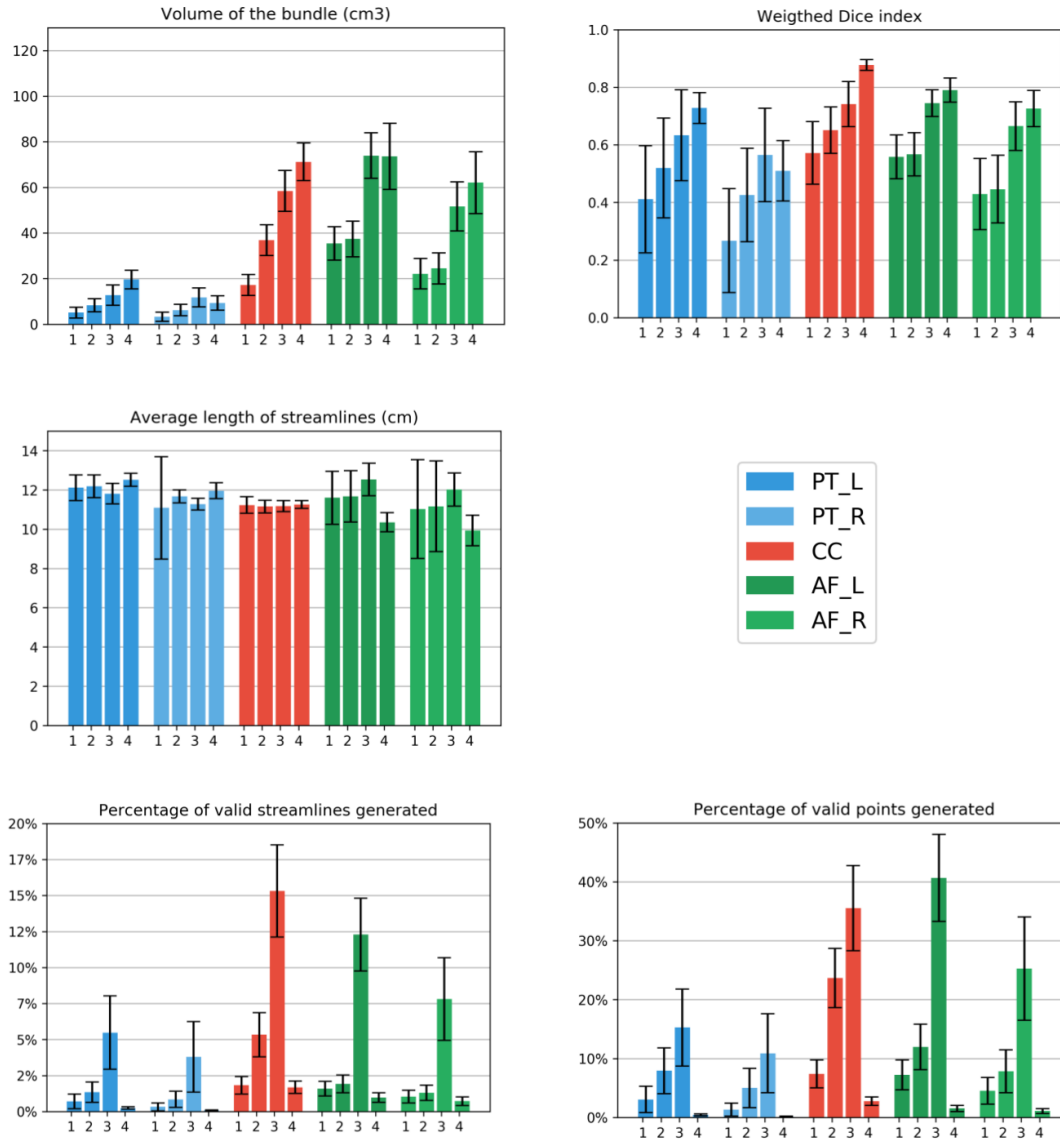 Volume of the bundle (cm3)
120
100
80
60
40
20
0
1 2 3 4 1 2 3 4 1 2 3 4 1 2 3 4 1 2 3 4
Weigthed Dice index
1.0
0.8
0.6
0.4
0.2
0.0
1 2 3 4 1 2 3 4 1 2 3 4 1 2 3 4 1 2 3 4
Average length of streamlines (cm)
14
12
10
8
6
4
2
0
1 2 3 4 1 2 3 4 1 2 3 4 1 2 3 4 1 2 3 4
PT_L
PT_R
CC
AF_L
AF_R
Percentage of valid streamlines generated
20%
17%
15%
12%
10%
7%
5%
2%
0%
1 2 3 4 1 2 3 4 1 2 3 4 1 2 3 4 1 2 3 4
Percentage of valid points generated
50%
40%
30%
20%
10%
0%
1 2 3 4 1 2 3 4 1 2 3 4 1 2 3 4 1 2 3 4